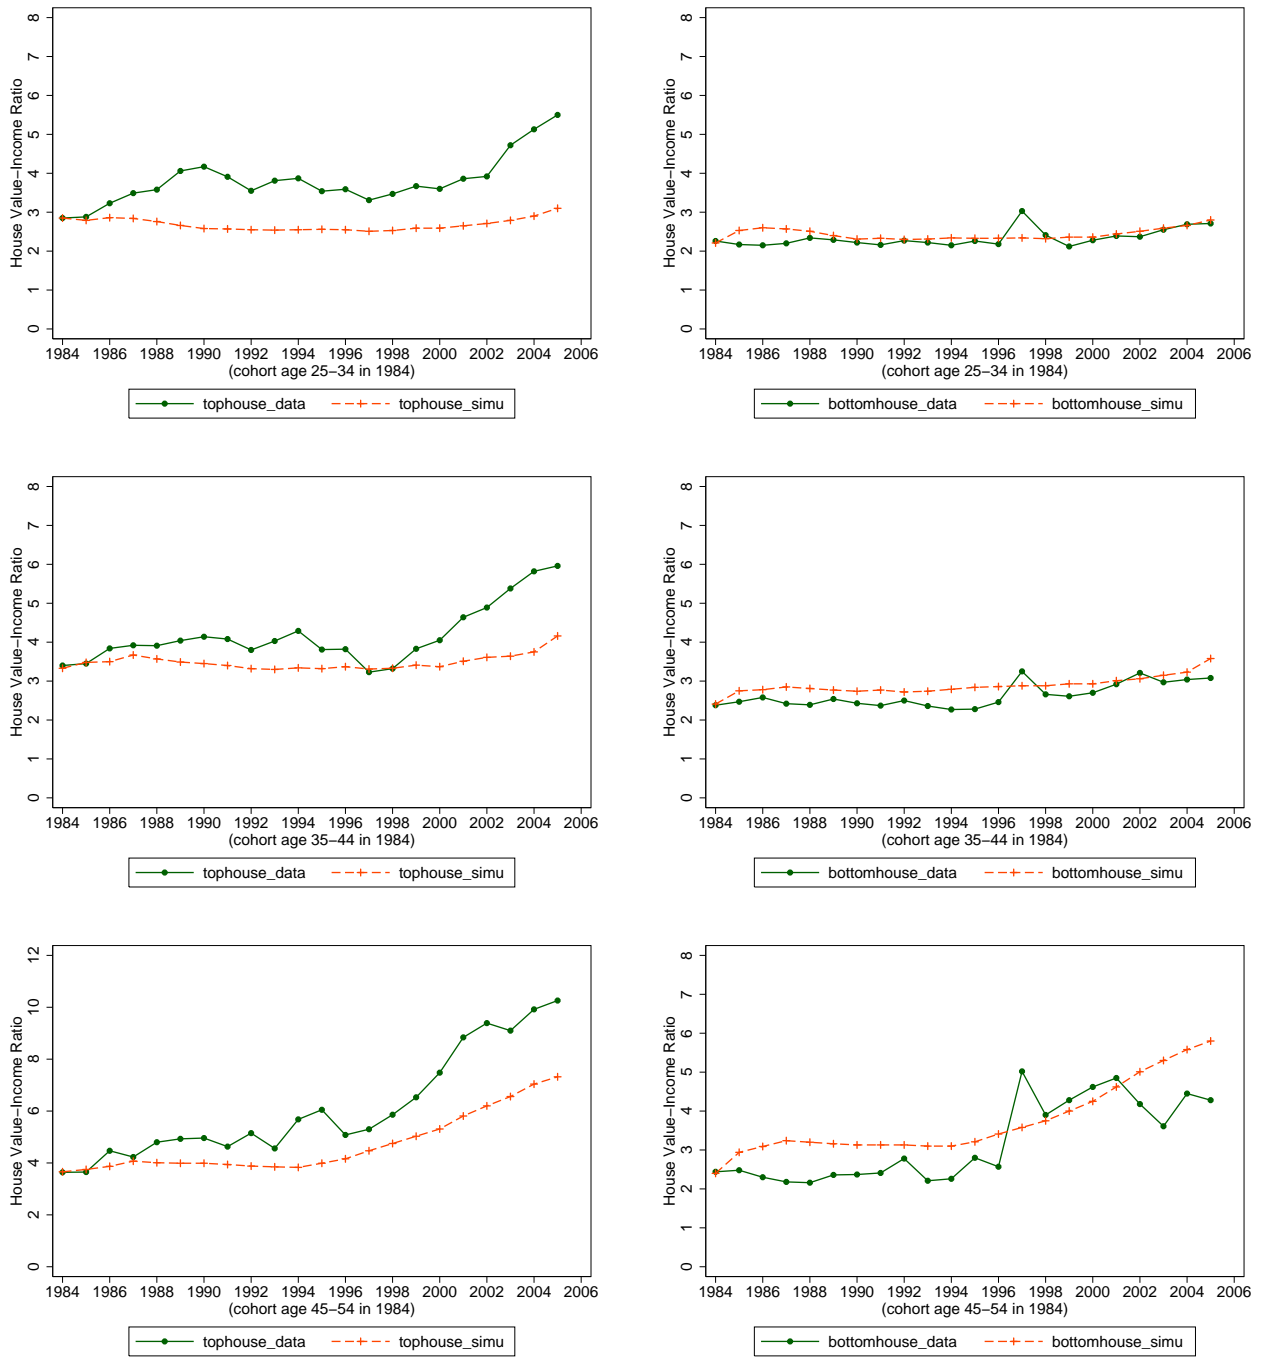 House Value−Income Ratio
8
7
6
5
4
3
2
1
0
1984 1986 1988 1990 1992 1994 1996 1998 2000 2002 2004 2006
(cohort age 25−34 in 1984)
tophouse_data tophouse_simu
House Value−Income Ratio
8
7
6
5
4
3
2
1
0
1984 1986 1988 1990 1992 1994 1996 1998 2000 2002 2004 2006
(cohort age 25−34 in 1984)
bottomhouse_data bottomhouse_simu
House Value−Income Ratio
8
7
6
5
4
3
2
1
0
1984 1986 1988 1990 1992 1994 1996 1998 2000 2002 2004 2006
(cohort age 35−44 in 1984)
tophouse_data tophouse_simu
House Value−Income Ratio
8
7
6
5
4
3
2
1
0
1984 1986 1988 1990 1992 1994 1996 1998 2000 2002 2004 2006
(cohort age 35−44 in 1984)
bottomhouse_data bottomhouse_simu
House Value−Income Ratio
12
10
8
6
4
2
0
1984 1986 1988 1990 1992 1994 1996 1998 2000 2002 2004 2006
(cohort age 45−54 in 1984)
tophouse_data tophouse_simu
House Value−Income Ratio
8
7
6
5
4
3
2
1
0
1984 1986 1988 1990 1992 1994 1996 1998 2000 2002 2004 2006
(cohort age 45−54 in 1984)
bottomhouse_data bottomhouse_simu